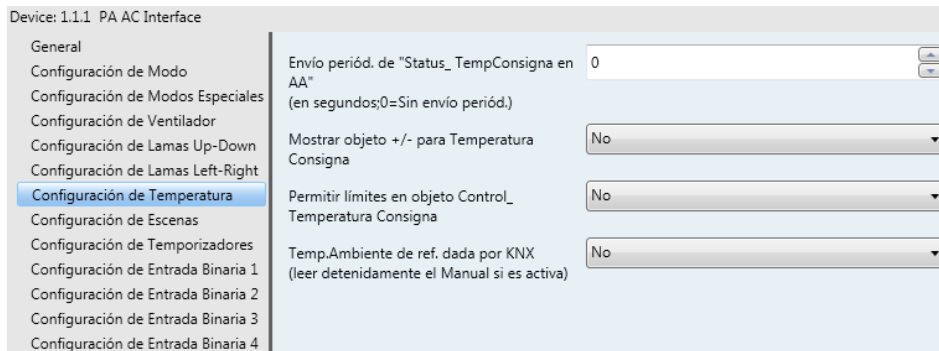 Device: 1.1.1 PA AC Interface
General
Configuración de Modo
Configuración de Modos Especiales
Configuración de Ventilador
Configuración de Lamas Up-Down
Configuración de Lamas Left-Right
Configuración de Temperatura
Configuración de Escenas
Configuración de Temporizadores
Configuración de Entrada Binaria 1
Configuración de Entrada Binaria 2
Configuración de Entrada Binaria 3
Configuración de Entrada Binaria 4
Envío periód. de "Status_ TempConsigna en
AA"
(en segundos;0=Sin envío periód.)
0
Mostrar objeto +/- para Temperatura
Consigna
No
Permitir límites en objeto Control_
Temperatura Consigna
No
Temp.Ambiente de ref. dada por KNX
(leer detenidamente el Manual si es activa)
No